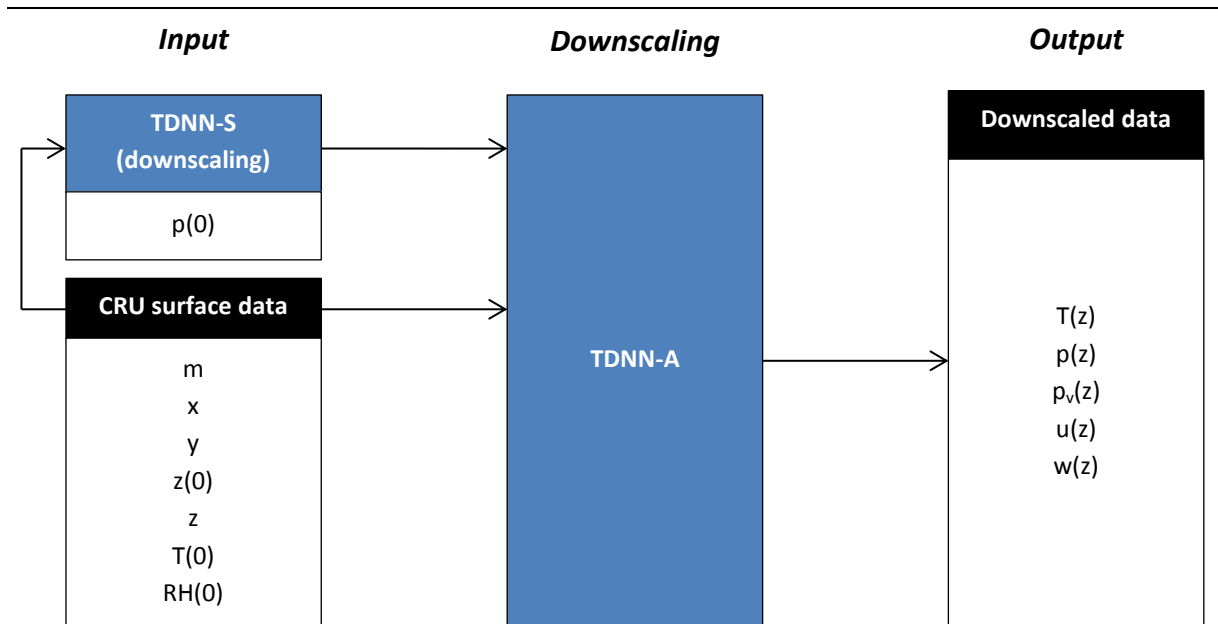 Input
Downscaling
Output
TDNN-S
(downscaling)
p(0)
CRU surface data
m
x
y
z(0)
z
T(0)
RH(0)
TDNN-A
Downscaled data
T(z)
p(z)
pᵥ(z)
u(z)
w(z)